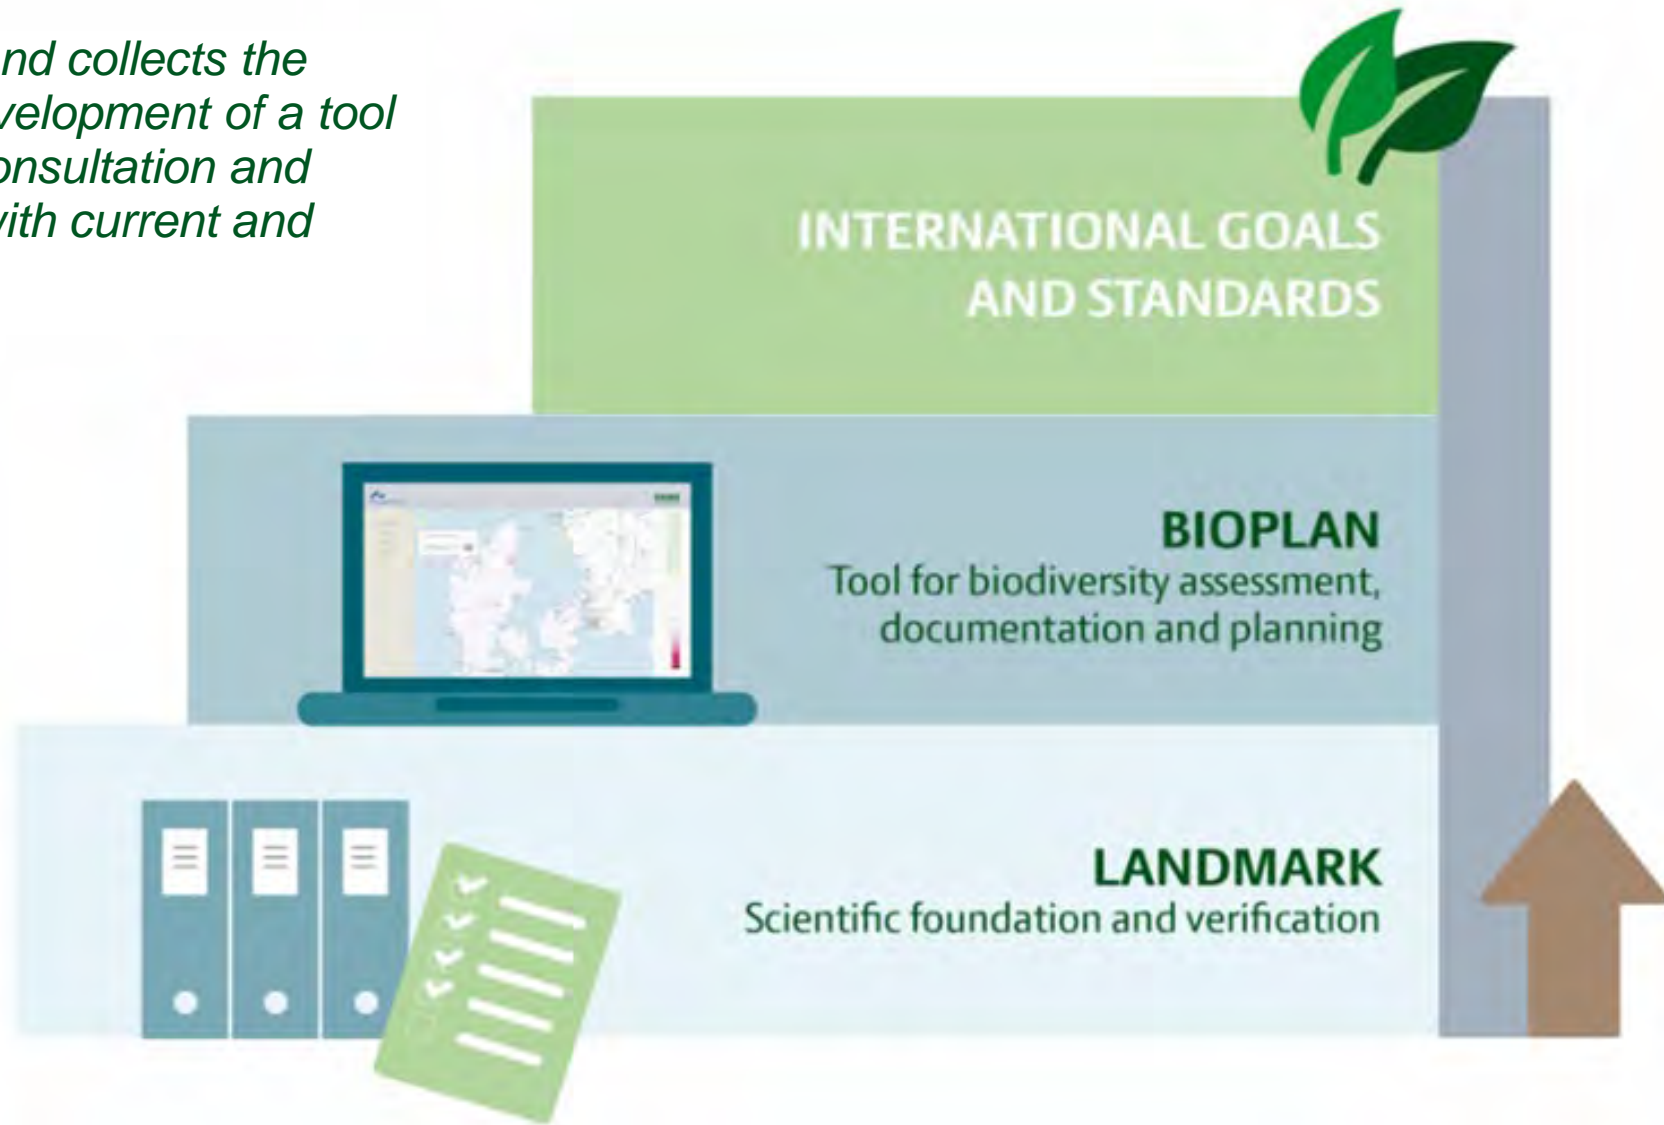 nd collects the
velopment of a tool
onsultation and
with current and
INTERNATIONAL GOALS
AND STANDARDS
BIOPLAN
Tool for biodiversity assessment,
documentation and planning
LANDMARK
Scientific foundation and verification